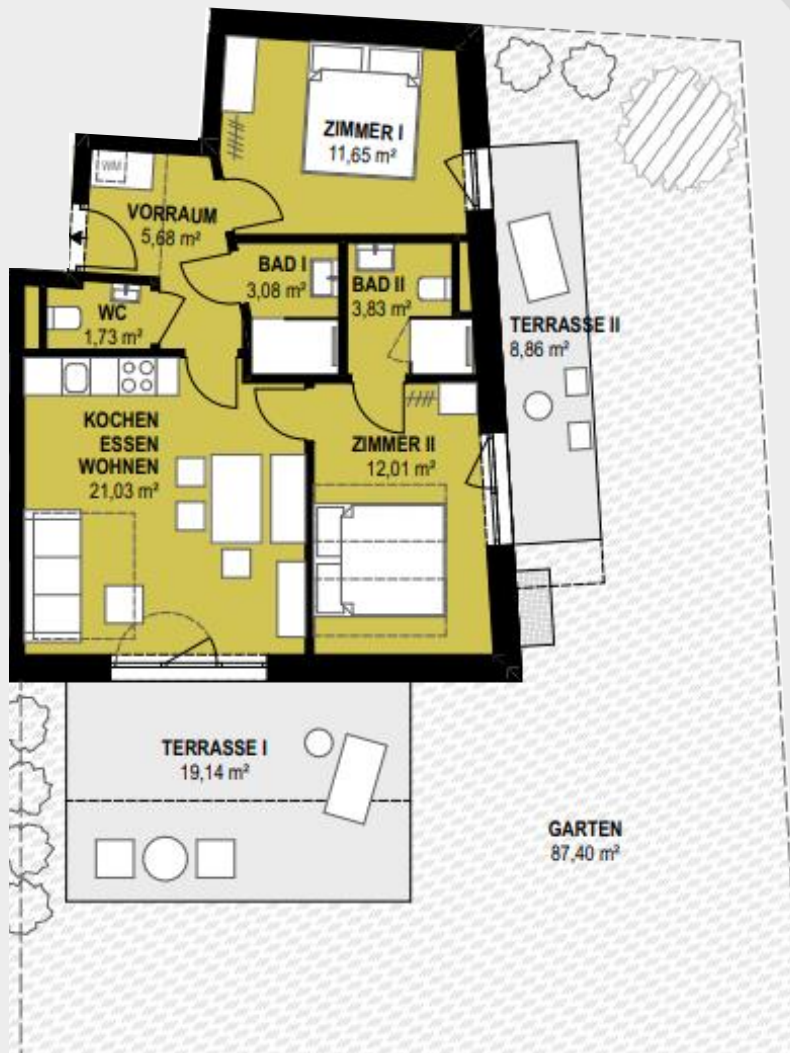 ZIMMER I
11,65 m²
WM
VORRAUM
5,68 m²
BAD I
3,08 m²
BAD II
3,83 m²
WC
1,73 m²
TERRASSE II
8,86 m²
KOCHEN
ESSEN
WOHNEN
21,03 m²
ZIMMER II
12,01 m²
TERRASSE I
19,14 m²
GARTEN
87,40 m²